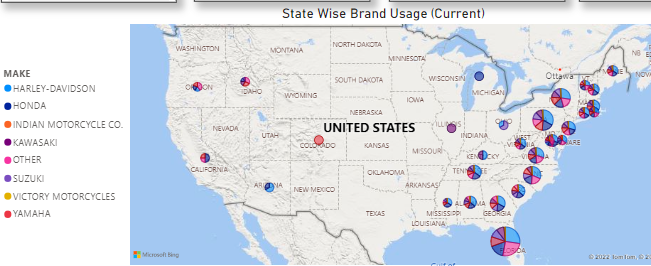 State Wise Brand Usage (Current)
MAKE
HARLEY-DAVIDSON
HONDA
INDIAN MOTORCYCLE CO.
KAWASAKI
OTHER
SUZUKI
VICTORY MOTORCYCLES
YAMAHA
WASHINGTON
MONTANA
NORTH DAKOTA
MINNESOTA
Ottawa
OREGON
IDAHO
SOUTH DAKOTA
WISCONSIN
MICHIGAN
WYOMING
IOWA
NEBRASKA
NEVADA
UTAH
UNITED STATES
COLORADO
KANSAS
MISSOURI
ILLINOIS
INDIANA
OHIO
WEST
CALIFORNIA
KENTUCKY
ARIZONA
NEW MEXICO
OKLAHOMA
ARKANSAS
TEXAS
MISSISSIPPI
GEORGIA
LOUISIANA
FLORIDA
Microsoft Bing
© 2022 TomTom, ©